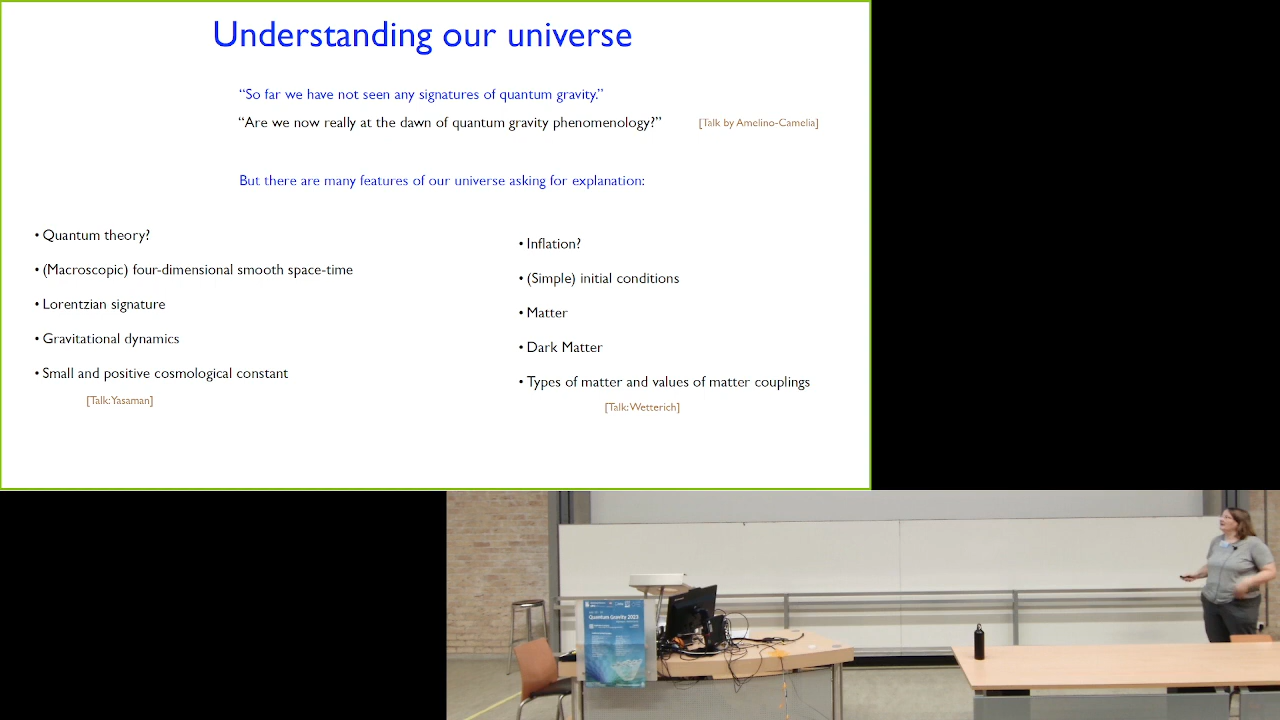 Understanding our universe
“So far we have not seen any signatures of quantum gravity.”
“Are we now really at the dawn of quantum gravity phenomenology?” [Talk by Amelino-Camelia]
But there are many features of our universe asking for explanation:
• Quantum theory?
• (Macroscopic) four-dimensional smooth space-time
• Lorentzian signature
• Gravitational dynamics
• Small and positive cosmological constant
[Talk: Yasaman]
• Inflation?
• (Simple) initial conditions
• Matter
• Dark Matter
• Types of matter and values of matter couplings
[Talk: Wetterich]
Quantum Gravity 2023